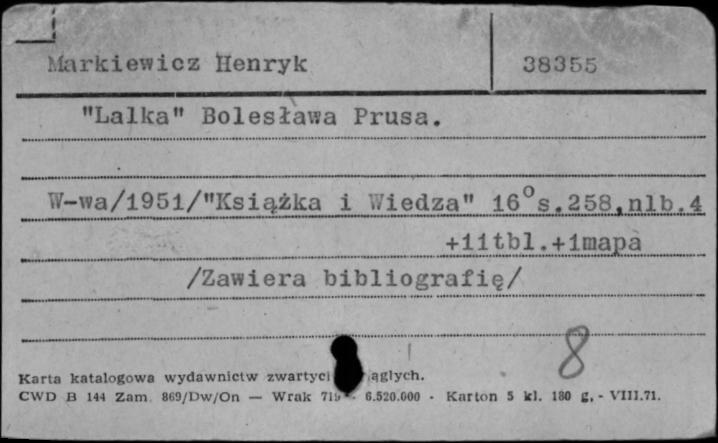 Markiewicz Henryk 38355
"Lalka" Bolesława Prusa.
W-wa/1951/"Książka i Wiedza" 16° s.258,nlb.4
+11tbl.+1mapa
/Zawiera bibliografię/
8
Karta katalogowa wydawnictw
CWD B 144 Zam. 869/Dw/On — Wrak 6.520.000 · Karton 5 kl. 180 g, - VIII.71.